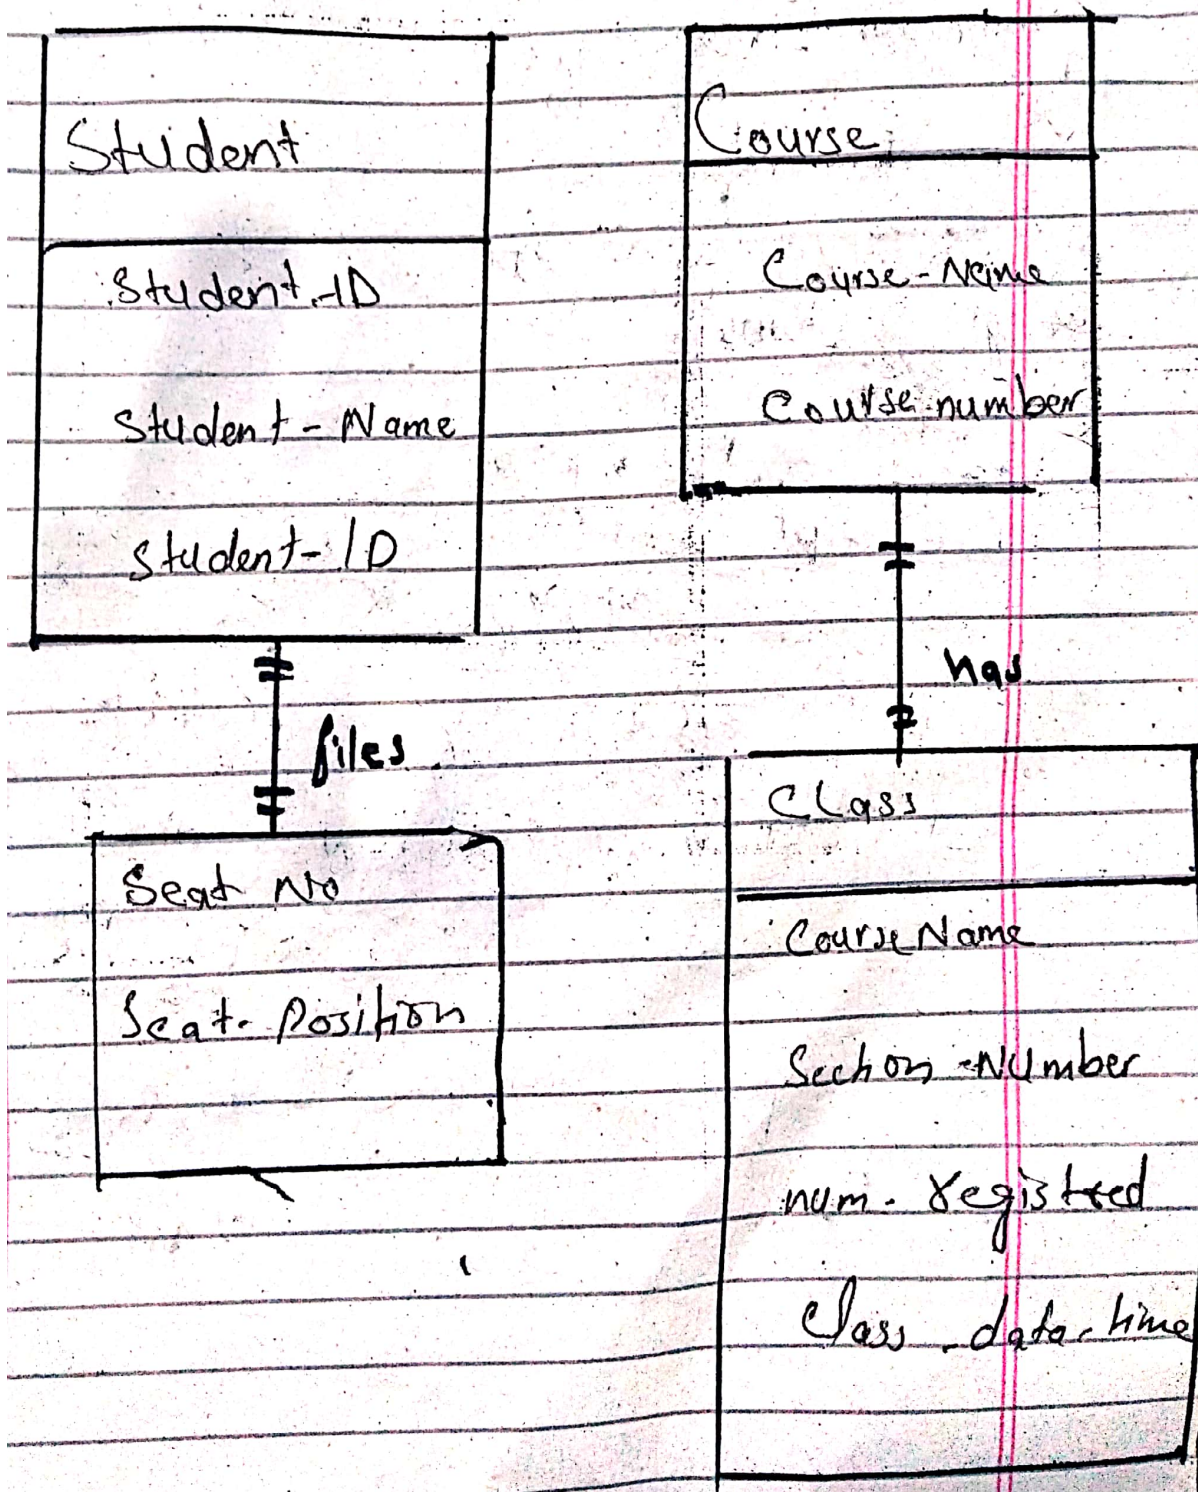 Student
Student-ID
Student-Name
Student-ID
files
Seat No
Seat-Position
Course
Course-Name
Course-number
has
Class
Course Name
Section-Number
num-registred
Class-data-time